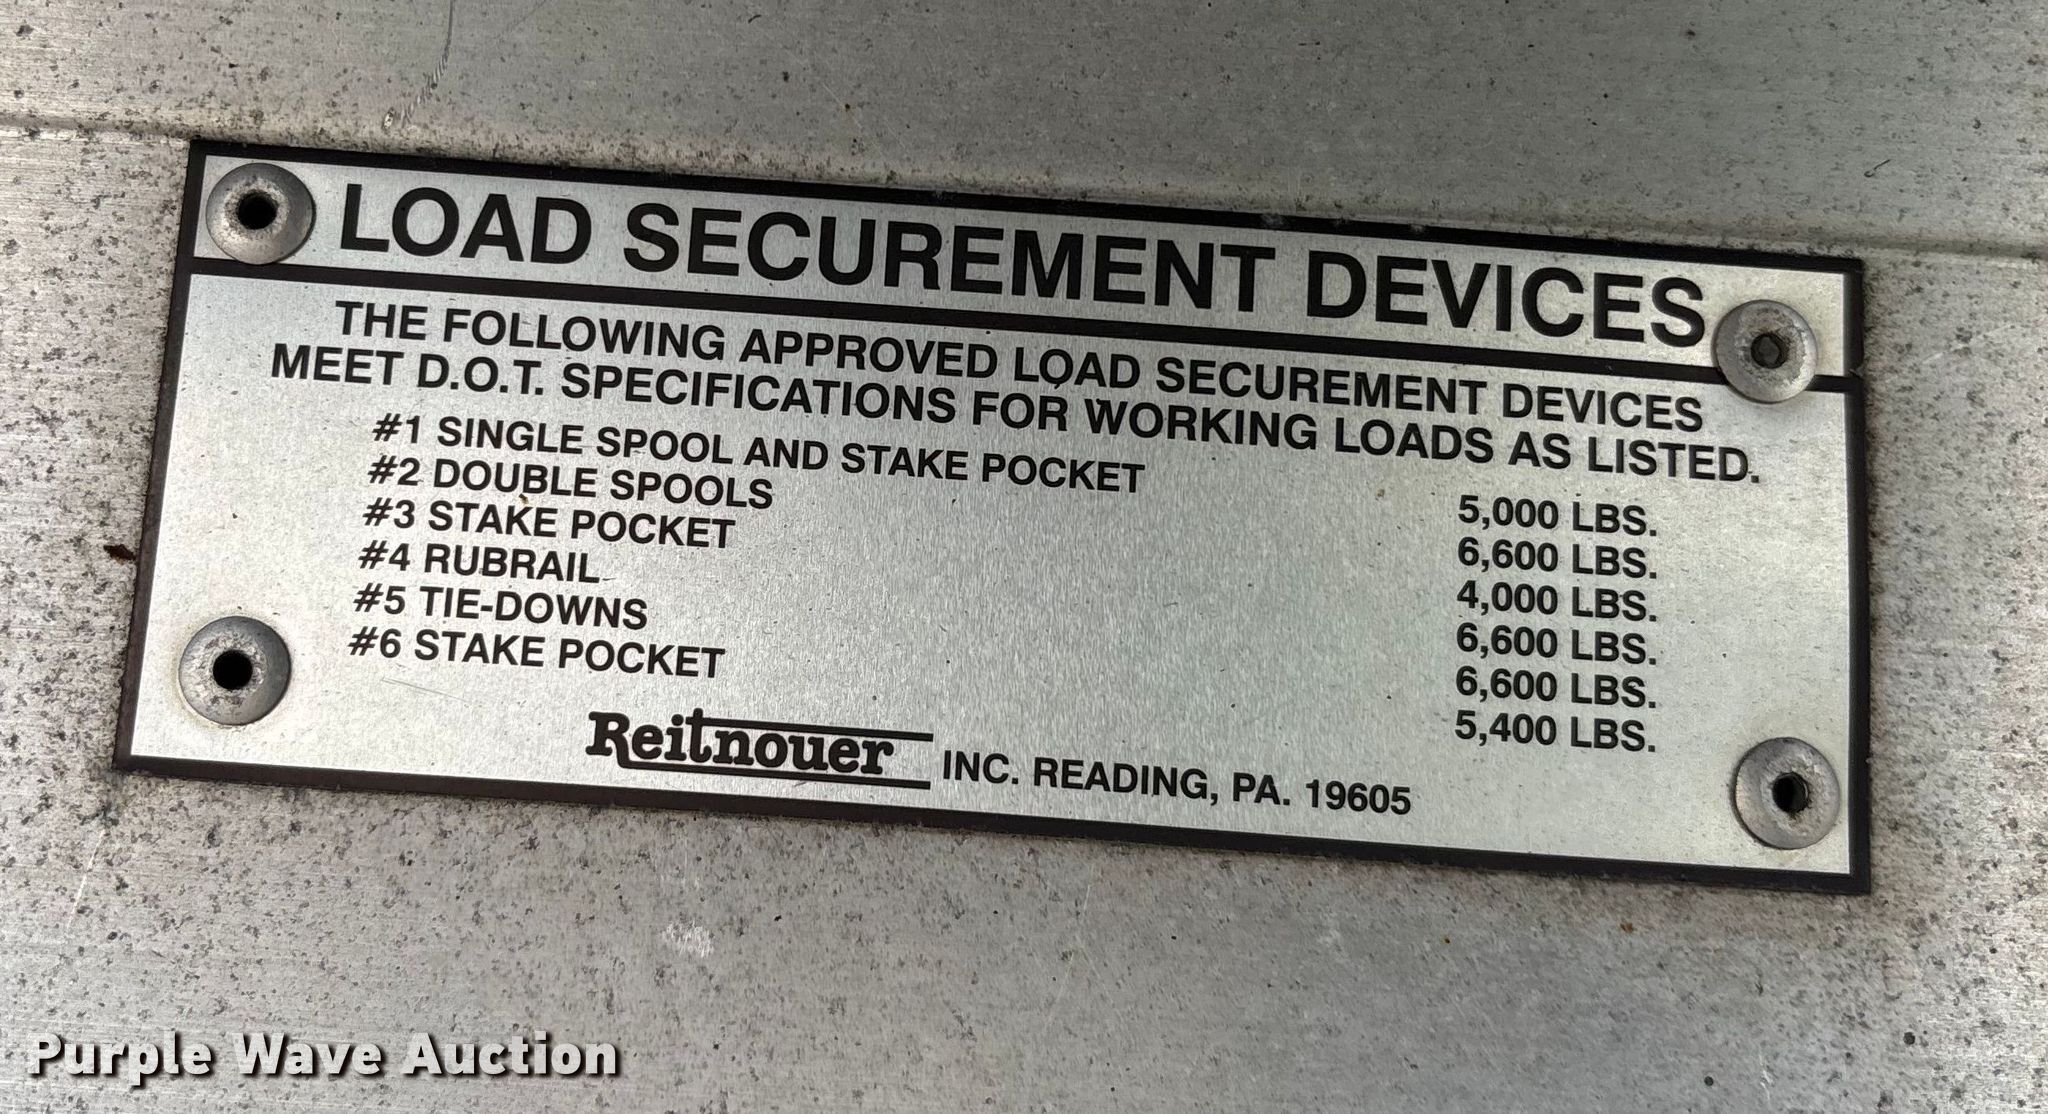 LOAD SECUREMENT DEVICES
THE FOLLOWING APPROVED LOAD SECUREMENT DEVICES
MEET D.O.T. SPECIFICATIONS FOR WORKING LOADS AS LISTED.
#1 SINGLE SPOOL AND STAKE POCKET 5,000 LBS.
#2 DOUBLE SPOOLS 6,600 LBS.
#3 STAKE POCKET 4,000 LBS.
#4 RUBRAIL 6,600 LBS.
#5 TIE-DOWNS 6,600 LBS.
#6 STAKE POCKET 5,400 LBS.
Reitnouer INC. READING, PA. 19605
Purple Wave Auction